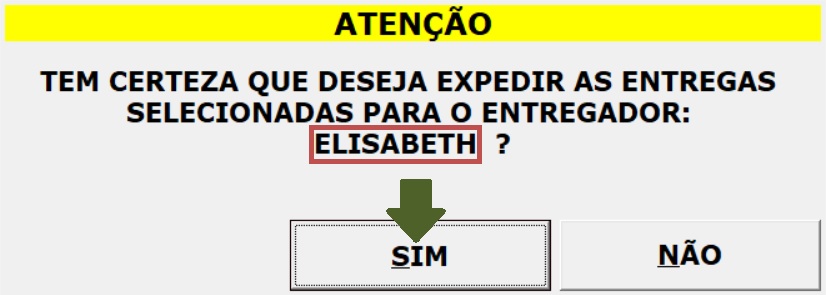 ATENÇÃO
TEM CERTEZA QUE DESEJA EXPEDIR AS ENTREGAS
SELECIONADAS PARA O ENTREGADOR:
ELISABETH ?
SIM
NÃO